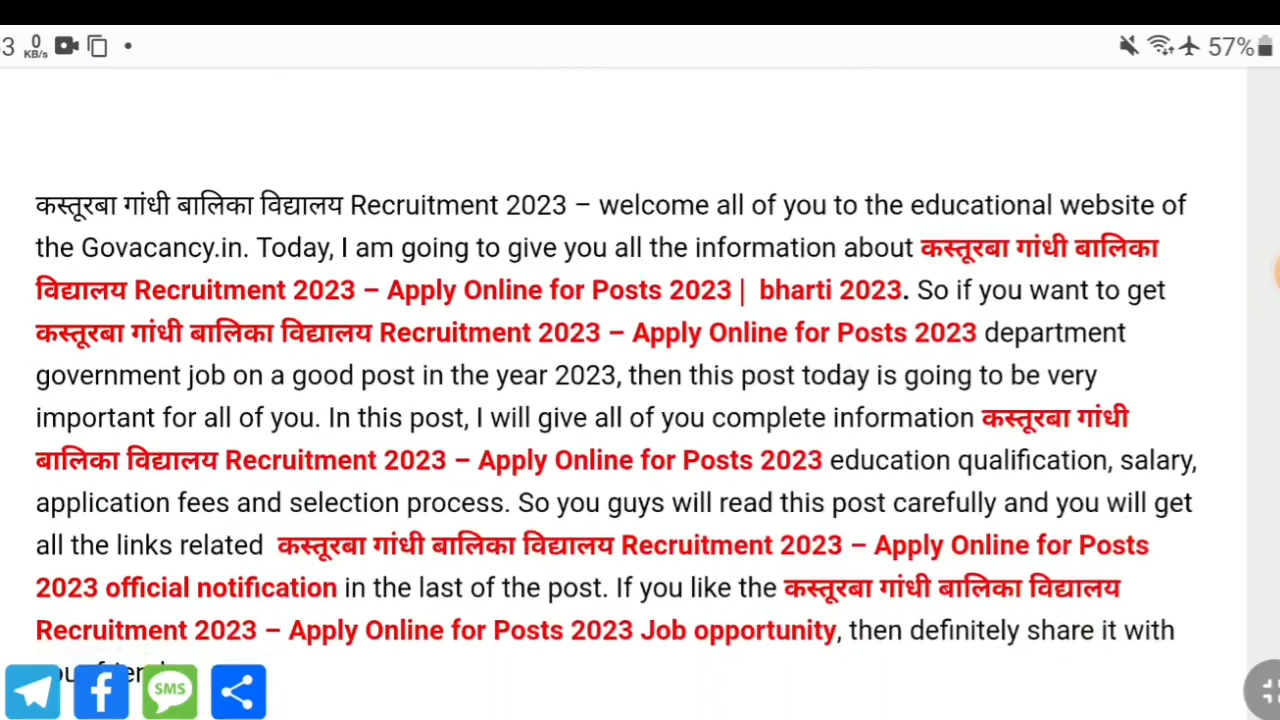 3 0 KB/s 57%
कस्तूरबा गांधी बालिका विद्यालय Recruitment 2023 – welcome all of you to the educational website of
the Govacancy.in. Today, I am going to give you all the information about कस्तूरबा गांधी बालिका
विद्यालय Recruitment 2023 – Apply Online for Posts 2023 | bharti 2023. So if you want to get
कस्तूरबा गांधी बालिका विद्यालय Recruitment 2023 – Apply Online for Posts 2023 department
government job on a good post in the year 2023, then this post today is going to be very
important for all of you. In this post, I will give all of you complete information कस्तूरबा गांधी
बालिका विद्यालय Recruitment 2023 – Apply Online for Posts 2023 education qualification, salary,
application fees and selection process. So you guys will read this post carefully and you will get
all the links related कस्तूरबा गांधी बालिका विद्यालय Recruitment 2023 – Apply Online for Posts
2023 official notification in the last of the post. If you like the कस्तूरबा गांधी बालिका विद्यालय
Recruitment 2023 – Apply Online for Posts 2023 Job opportunity, then definitely share it with
SMS